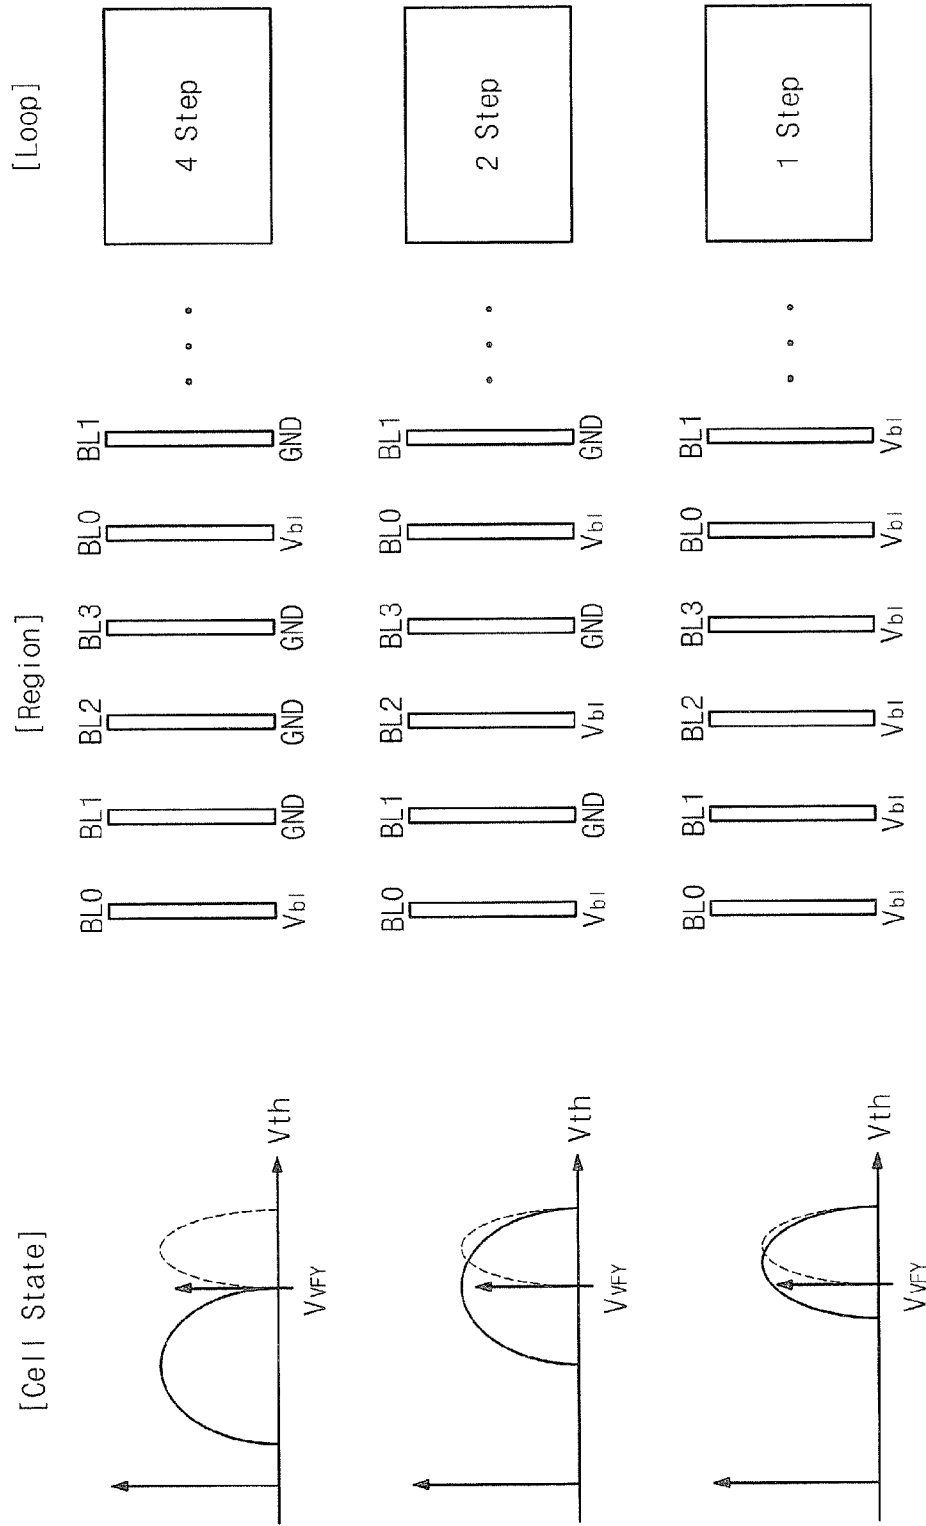 [Cell State] [Region] [Loop]
Vth
VVFY
BL0 BL1 BL2 BL3 BL0 BL1
Vbl GND GND GND Vbl GND
4 Step
Vth
VVFY
BL0 BL1 BL2 BL3 BL0 BL1
Vbl GND Vbl GND Vbl GND
2 Step
Vth
VVFY
BL0 BL1 BL2 BL3 BL0 BL1
Vbl Vbl Vbl Vbl Vbl Vbl
1 Step